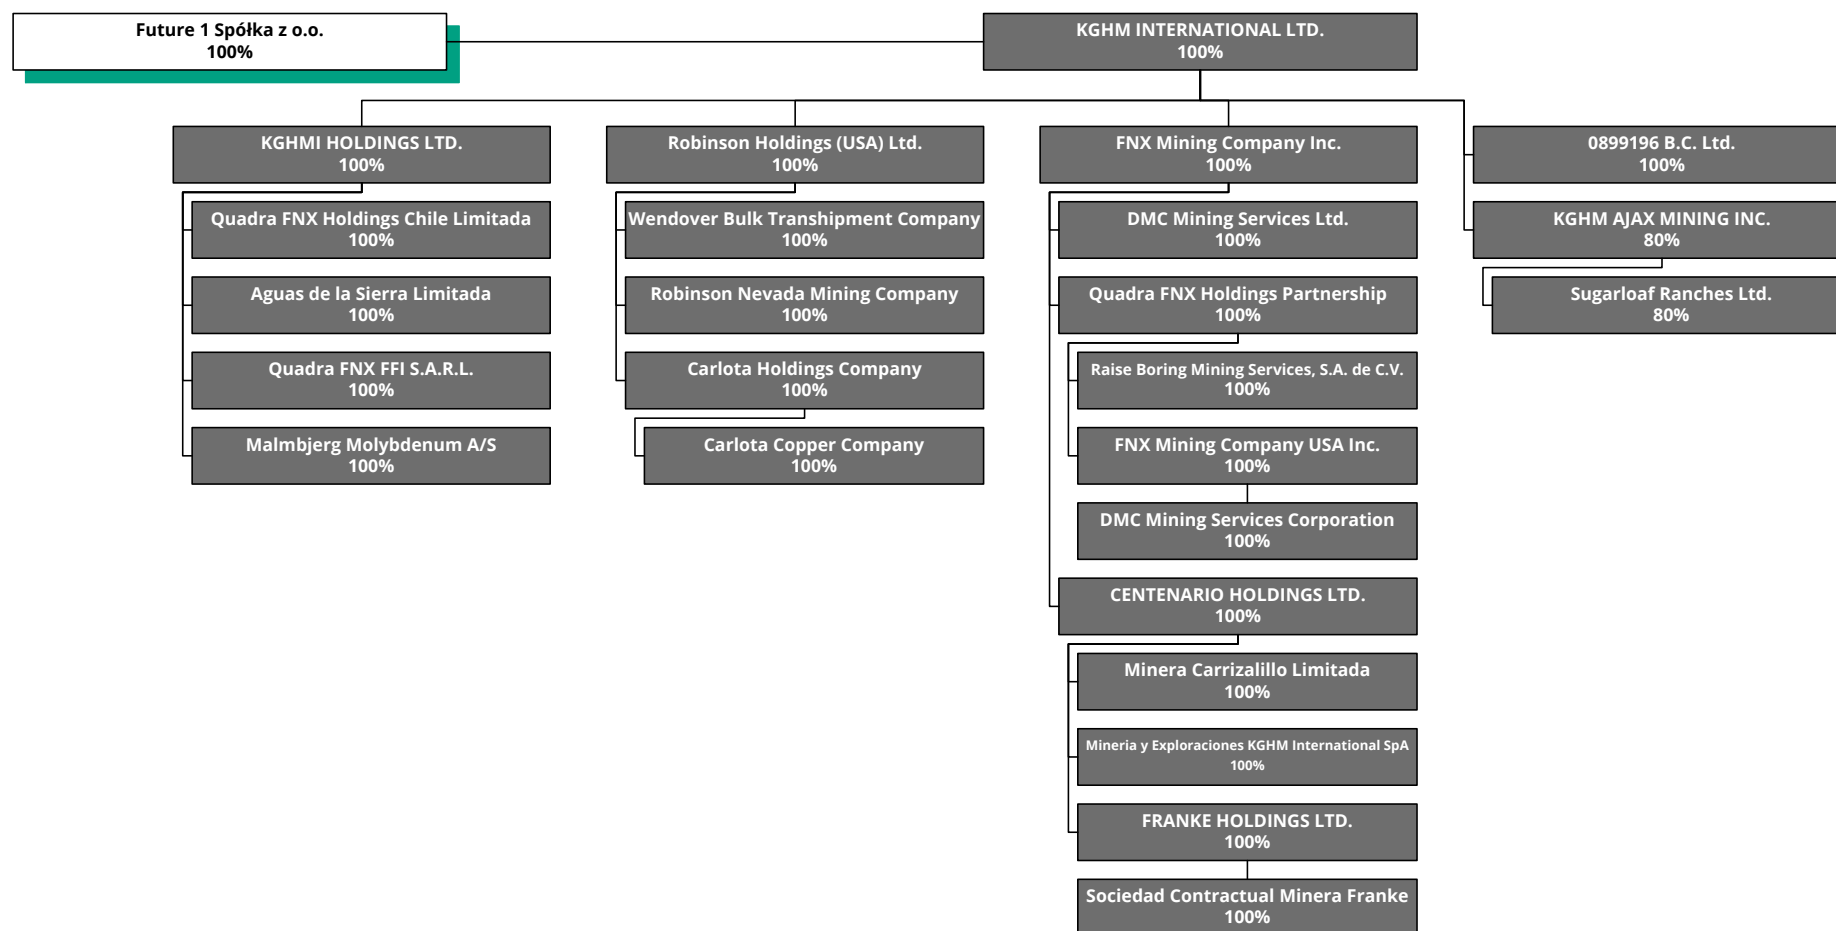 Future 1 Spółka z o.o.
100%
KGHM INTERNATIONAL LTD.
100%
KGHMI HOLDINGS LTD.
100%
Quadra FNX Holdings Chile Limitada
100%
Aguas de la Sierra Limitada
100%
Quadra FNX FFI S.A.R.L.
100%
Malmbjerg Molybdenum A/S
100%
Robinson Holdings (USA) Ltd.
100%
Wendover Bulk Transhipment Company
100%
Robinson Nevada Mining Company
100%
Carlota Holdings Company
100%
Carlota Copper Company
100%
FNX Mining Company Inc.
100%
DMC Mining Services Ltd.
100%
Quadra FNX Holdings Partnership
100%
Raise Boring Mining Services, S.A. de C.V.
100%
FNX Mining Company USA Inc.
100%
DMC Mining Services Corporation
100%
CENTENARIO HOLDINGS LTD.
100%
Minera Carrizalillo Limitada
100%
Mineria y Exploraciones KGHM International SpA
100%
FRANKE HOLDINGS LTD.
100%
Sociedad Contractual Minera Franke
100%
0899196 B.C. Ltd.
100%
KGHM AJAX MINING INC.
80%
Sugarloaf Ranches Ltd.
80%